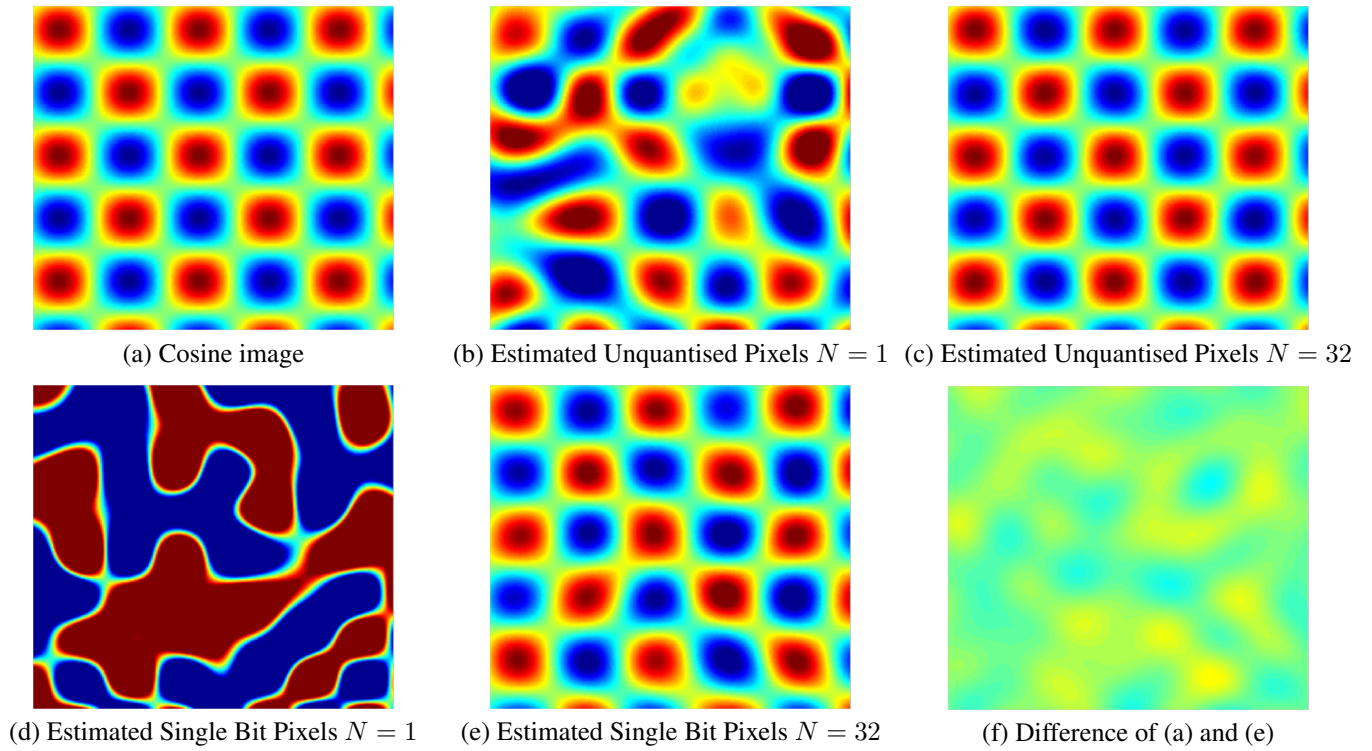 (a) Cosine image
(b) Estimated Unquantised Pixels N = 1
(c) Estimated Unquantised Pixels N = 32
(d) Estimated Single Bit Pixels N = 1
(e) Estimated Single Bit Pixels N = 32
(f) Difference of (a) and (e)